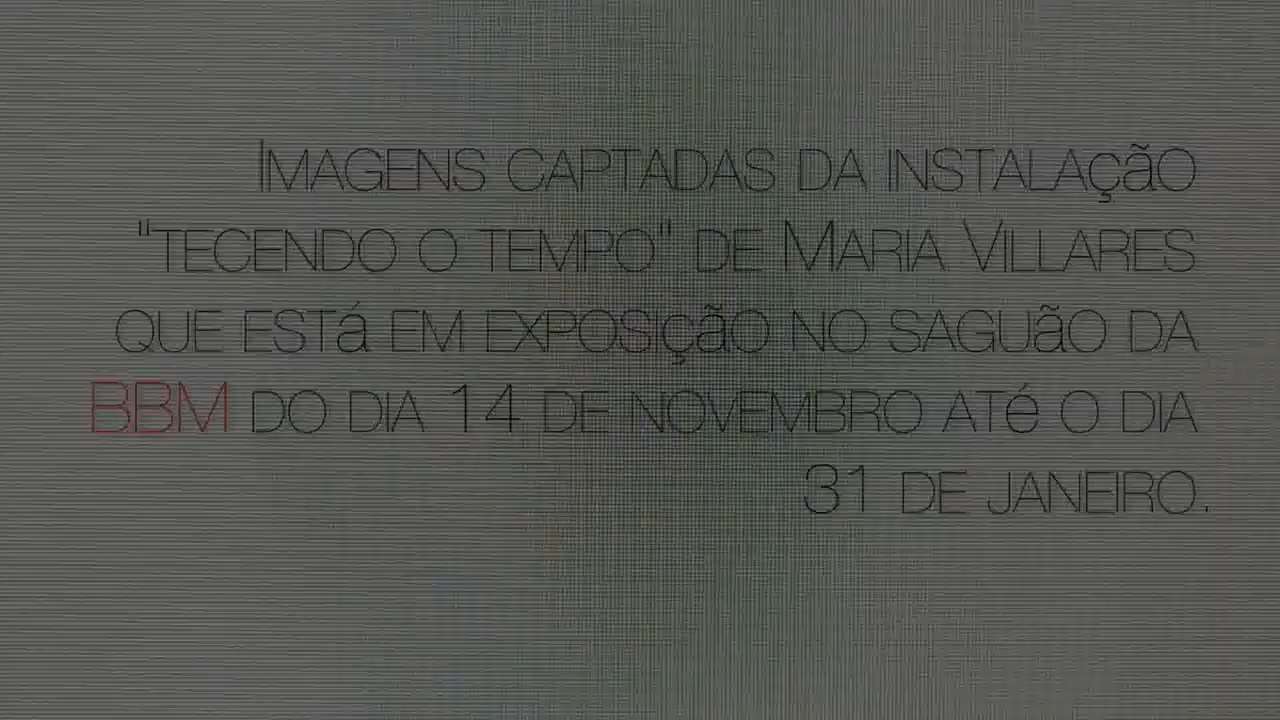 Imagens captadas da instalação
"tecendo o tempo" de Maria Villares
que está em exposição no saguão da
BBM do dia 14 de novembro até o dia
31 de janeiro.